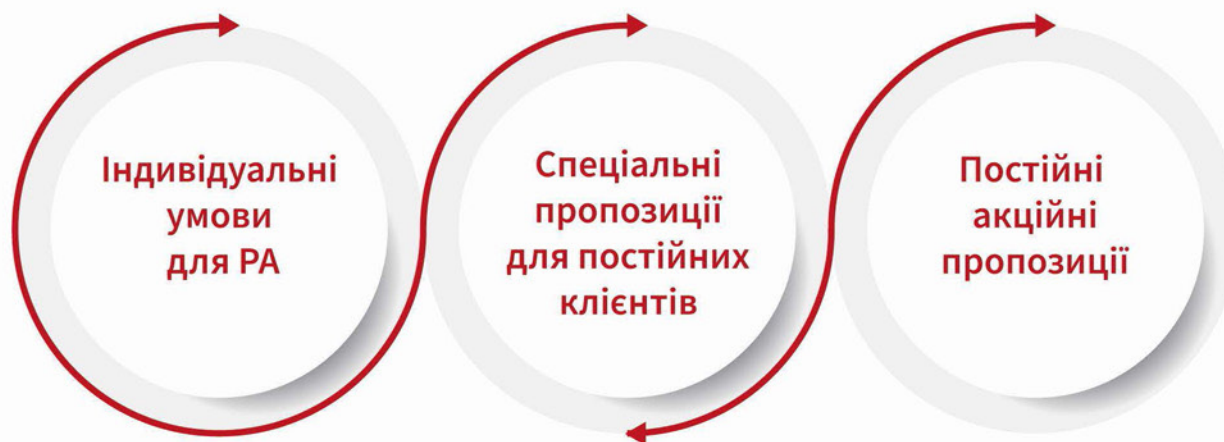 Індивідуальні
умови
для РА
Спеціальні
пропозиції
для постійних
клієнтів
Постійні
акційні
пропозиції